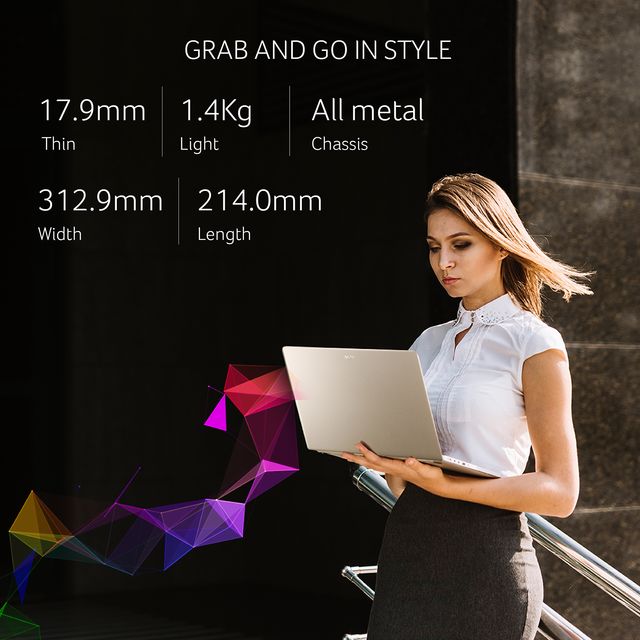 GRAB AND GO IN STYLE
17.9mm 1.4Kg All metal
Thin Light Chassis
312.9mm 214.0mm
Width Length